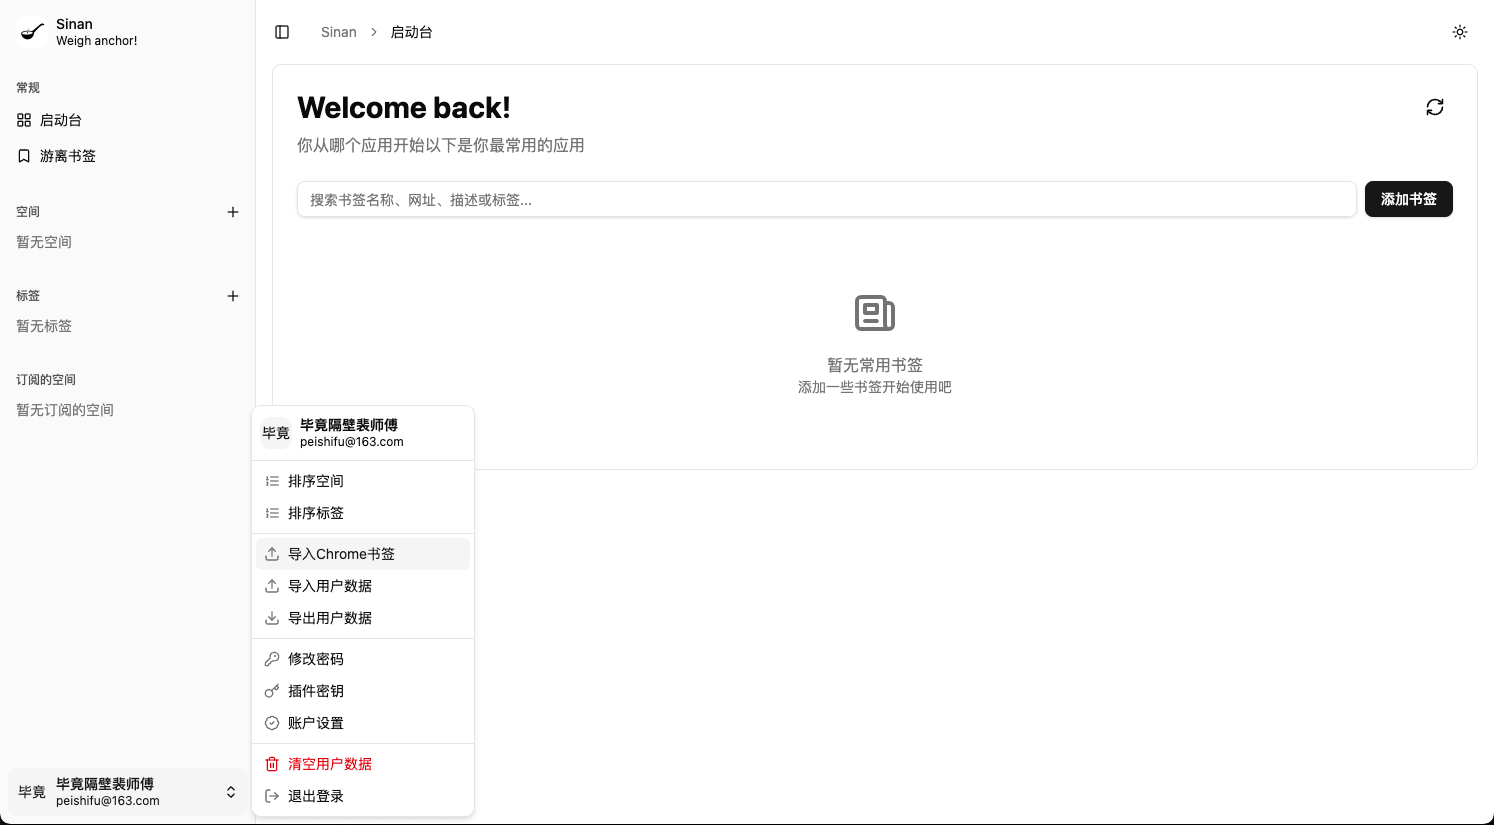 Sinan
Weigh anchor!
常规
启动台
游离书签
空间
暂无空间
标签
暂无标签
订阅的空间
暂无订阅的空间
毕竟
毕竟隔壁裴师傅
peishifu@163.com
Sinan
启动台
Welcome back!
你从哪个应用开始以下是你最常用的应用
搜索书签名称、网址、描述或标签...
添加书签
暂无常用书签
添加一些书签开始使用吧
毕竟
毕竟隔壁裴师傅
peishifu@163.com
排序空间
排序标签
导入Chrome书签
导入用户数据
导出用户数据
修改密码
插件密钥
账户设置
清空用户数据
退出登录